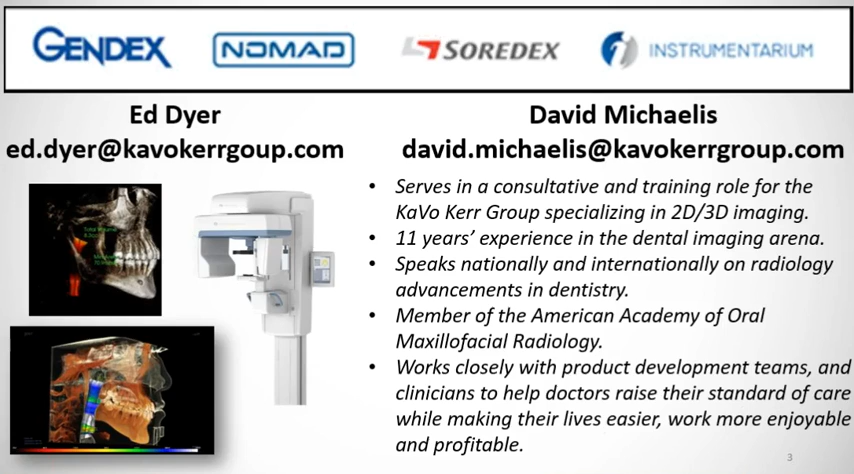 GENDEX
NOMAD
SOREDEX
INSTRUMENTARIUM
Ed Dyer
ed.dyer@kavokerrgroup.com
David Michaelis
david.michaelis@kavokerrgroup.com
• Serves in a consultative and training role for the
KaVo Kerr Group specializing in 2D/3D imaging.
• 11 years’ experience in the dental imaging arena.
• Speaks nationally and internationally on radiology
advancements in dentistry.
• Member of the American Academy of Oral
Maxillofacial Radiology.
• Works closely with product development teams, and
clinicians to help doctors raise their standard of care
while making their lives easier, work more enjoyable
and profitable.
3